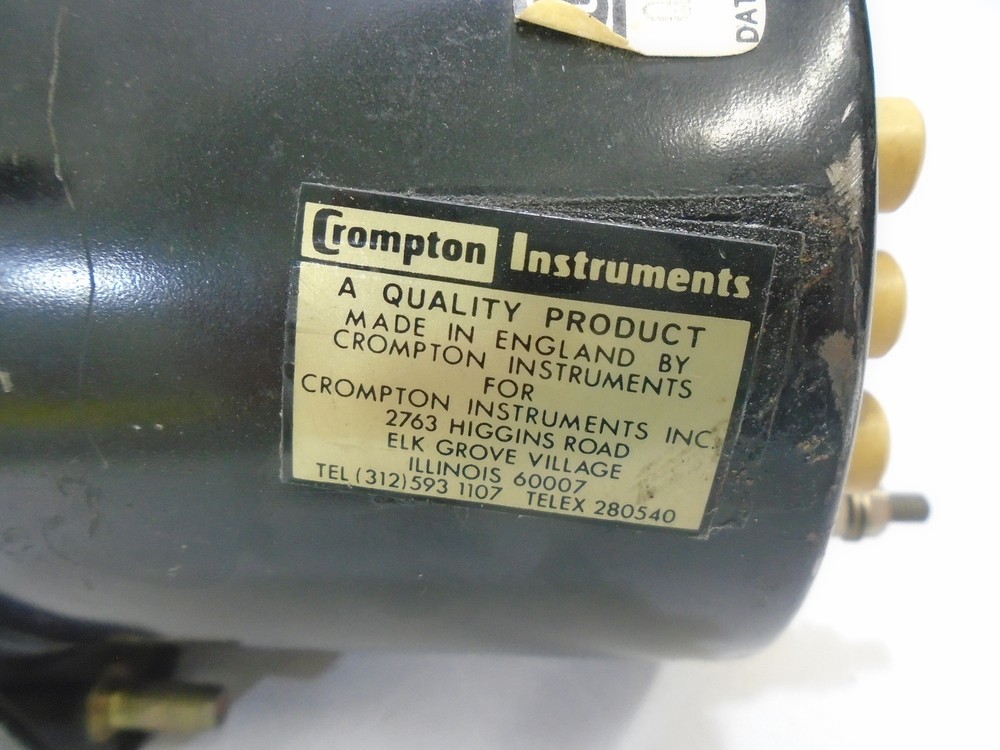 DAT
Crompton Instruments
A QUALITY PRODUCT
MADE IN ENGLAND BY
CROMPTON INSTRUMENTS
FOR
CROMPTON INSTRUMENTS INC.
2763 HIGGINS ROAD
ELK GROVE VILLAGE
ILLINOIS 60007
TEL (312) 593 1107 TELEX 280540